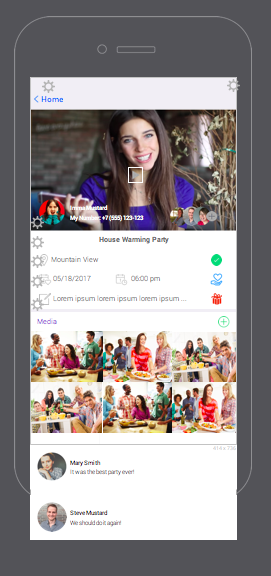 Home
Irma Mustard
My Number: +7 (555) 123-123
House Warming Party
Mountain View
05/18/2017
06:00 pm
Lorem ipsum lorem ipsum lorem ipsum ...
Media
414 x 736
Mary Smith
It was the best party ever!
Steve Mustard
We should do it again!